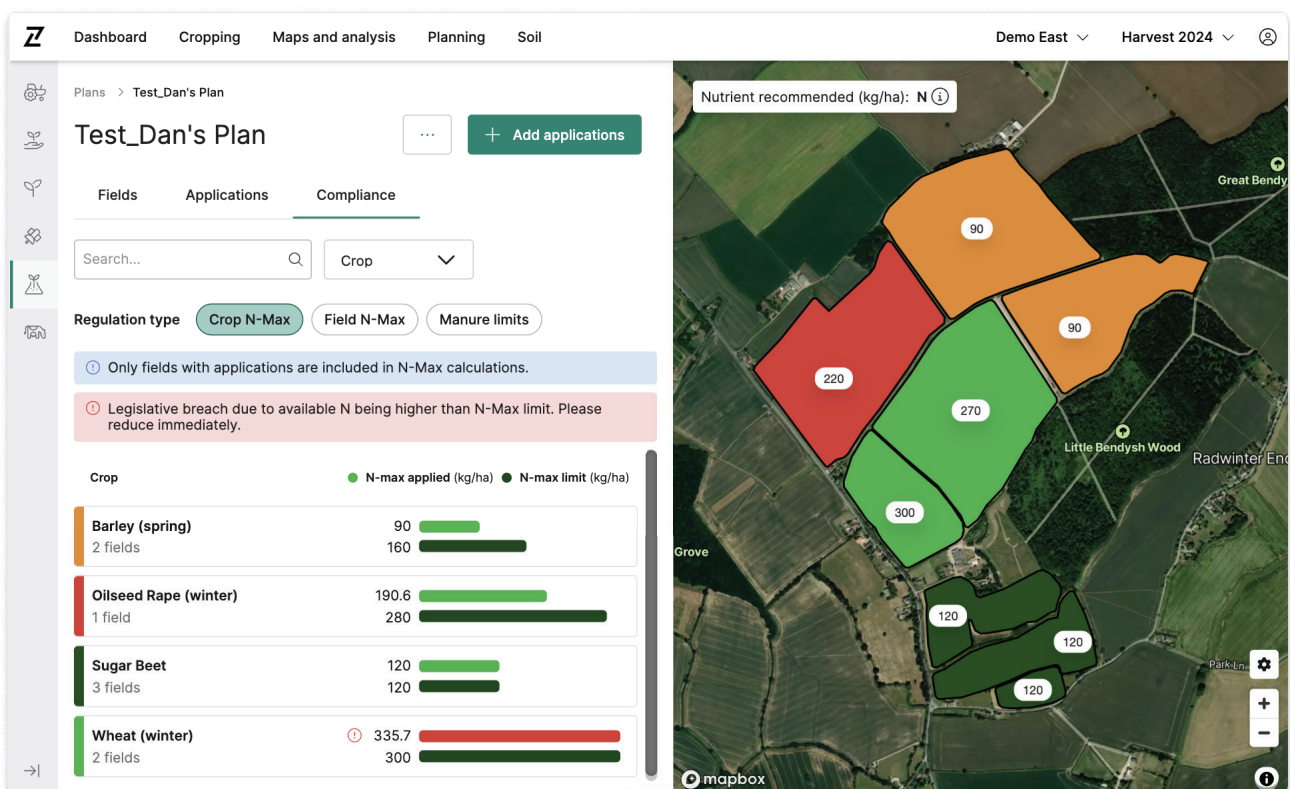 Dashboard Cropping Maps and analysis Planning Soil Demo East Harvest 2024
Plans > Test_Dan's Plan
Test_Dan's Plan
... + Add applications
Fields Applications Compliance
Search...
Crop
Regulation type Crop N-Max Field N-Max Manure limits
Only fields with applications are included in N-Max calculations.
Legislative breach due to available N being higher than N-Max limit. Please
reduce immediately.
Crop N-max applied (kg/ha) N-max limit (kg/ha)
Barley (spring) 90
2 fields 160
Oilseed Rape (winter) 190.6
1 field 280
Sugar Beet 120
3 fields 120
Wheat (winter) 335.7
2 fields 300
Nutrient recommended (kg/ha): N
Great Bendy
90
90
220
270
Little Bendysh Wood
Radwinter End
300
Grove
120
120
Park Ln
120
mapbox